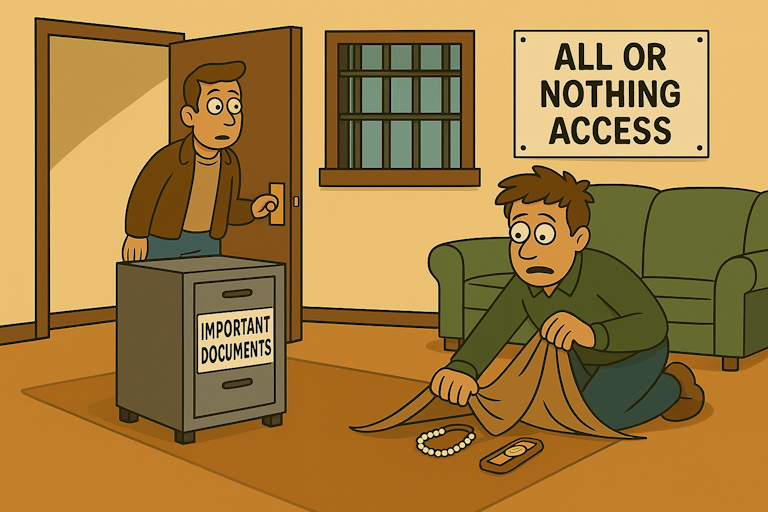 ALL OR
NOTHING
ACCESS
IMPORTANT
DOCUMENTS